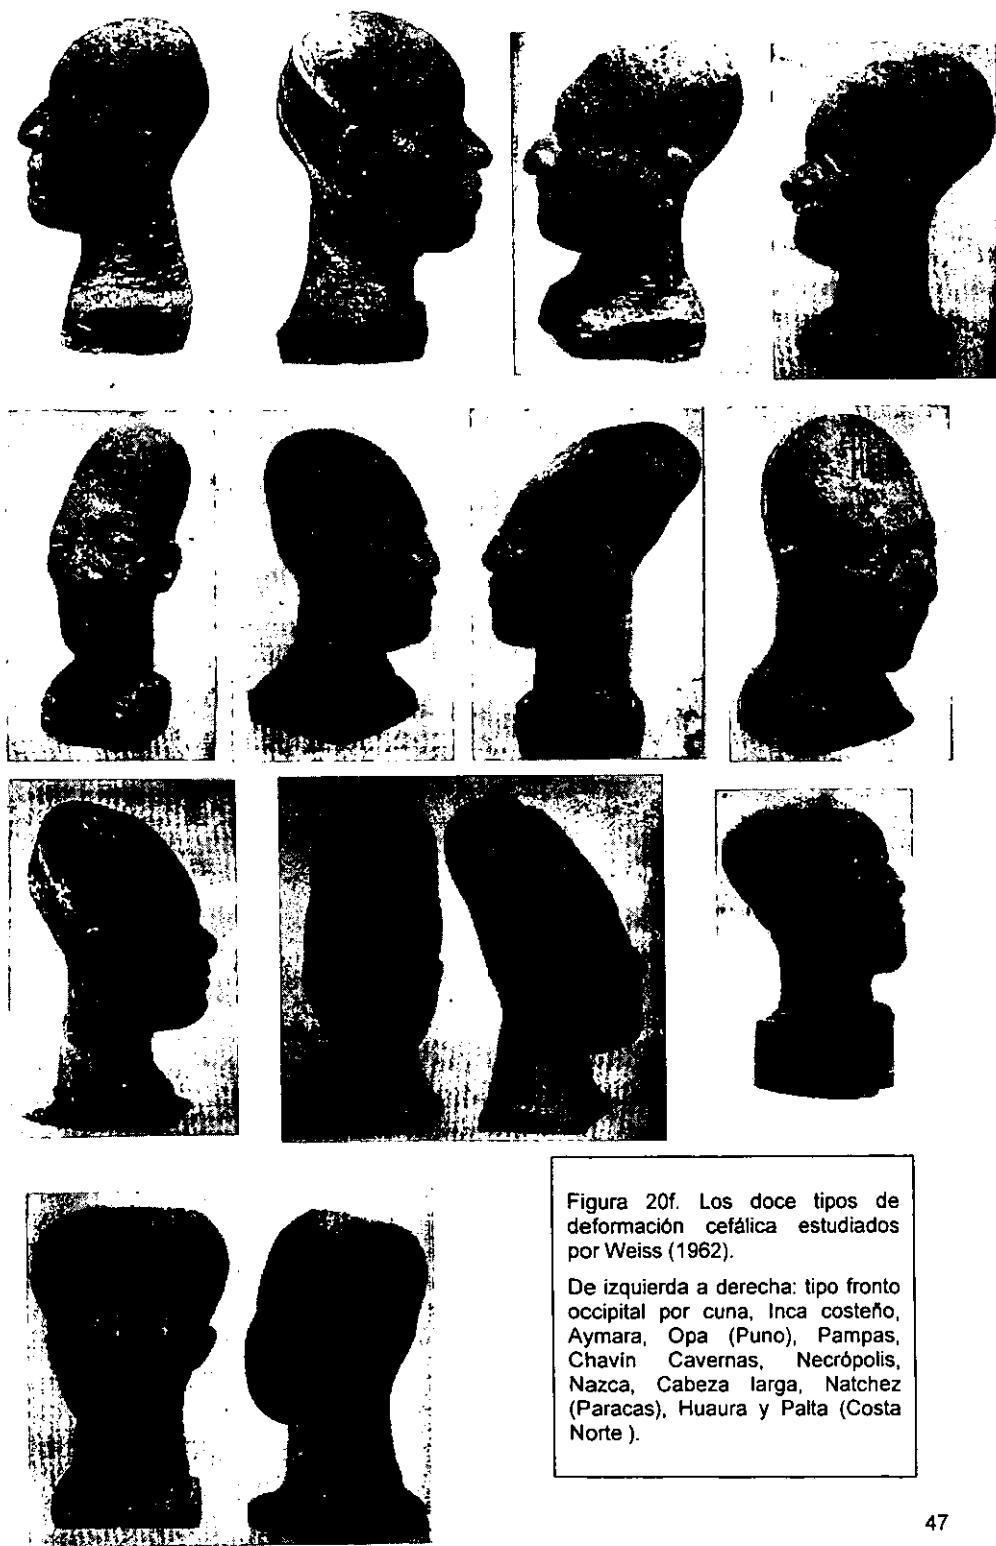 Figura 20f. Los doce tipos de
deformación cefálica estudiados
por Weiss (1962).
De izquierda a derecha: tipo fronto
occipital por cuna, Inca costeño,
Aymara, Opa (Puno), Pampas,
Chavín Cavernas, Necrópolis,
Nazca, Cabeza larga, Natchez
(Paracas), Huaura y Palta (Costa
Norte ).
47